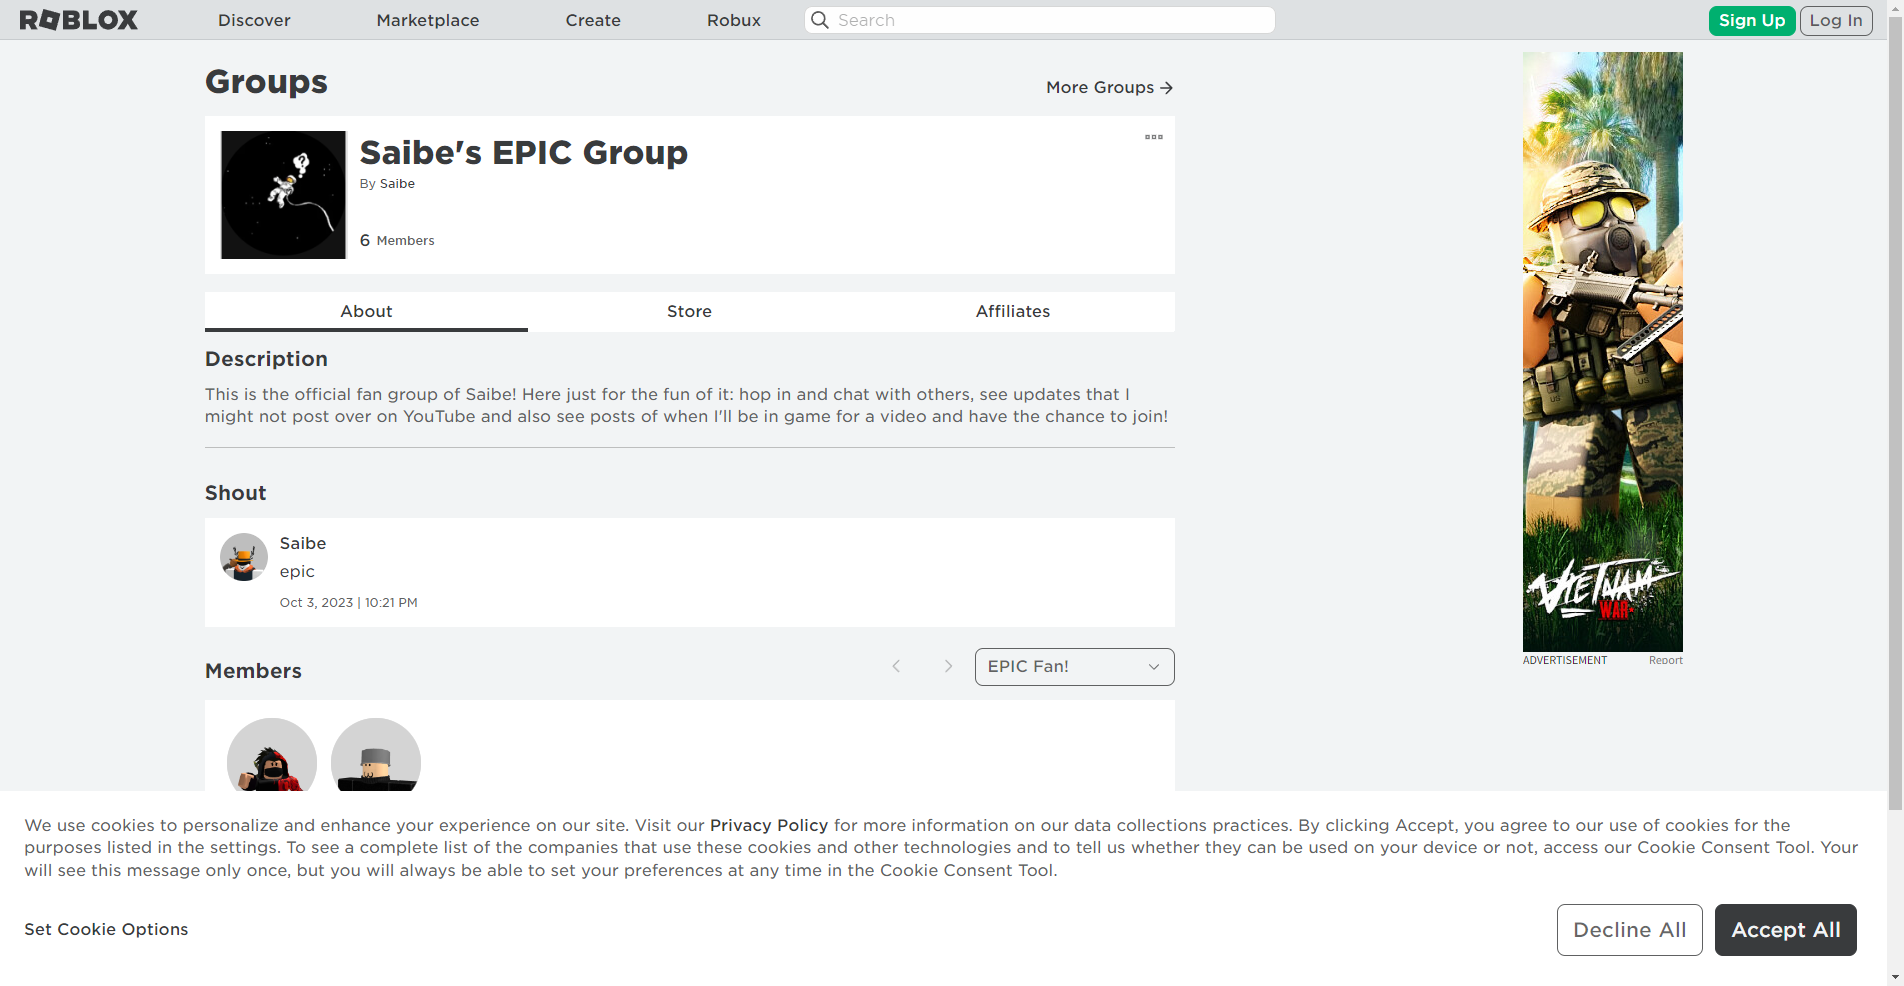 ROBLOX
Discover
Marketplace
Create
Robux
Search
Sign Up
Log In
Groups
More Groups
Saibe's EPIC Group
By Saibe
6 Members
About
Store
Affiliates
Description
This is the official fan group of Saibe! Here just for the fun of it: hop in and chat with others, see updates that I
might not post over on YouTube and also see posts of when I'll be in game for a video and have the chance to join!
Shout
Saibe
epic
Oct 3, 2023 | 10:21 PM
Members
EPIC Fan!
US
US
VIETNAM
WAR
ADVERTISEMENT
Report
We use cookies to personalize and enhance your experience on our site. Visit our Privacy Policy for more information on our data collections practices. By clicking Accept, you agree to our use of cookies for the
purposes listed in the settings. To see a complete list of the companies that use these cookies and other technologies and to tell us whether they can be used on your device or not, access our Cookie Consent Tool. Your
will see this message only once, but you will always be able to set your preferences at any time in the Cookie Consent Tool.
Set Cookie Options
Decline All
Accept All